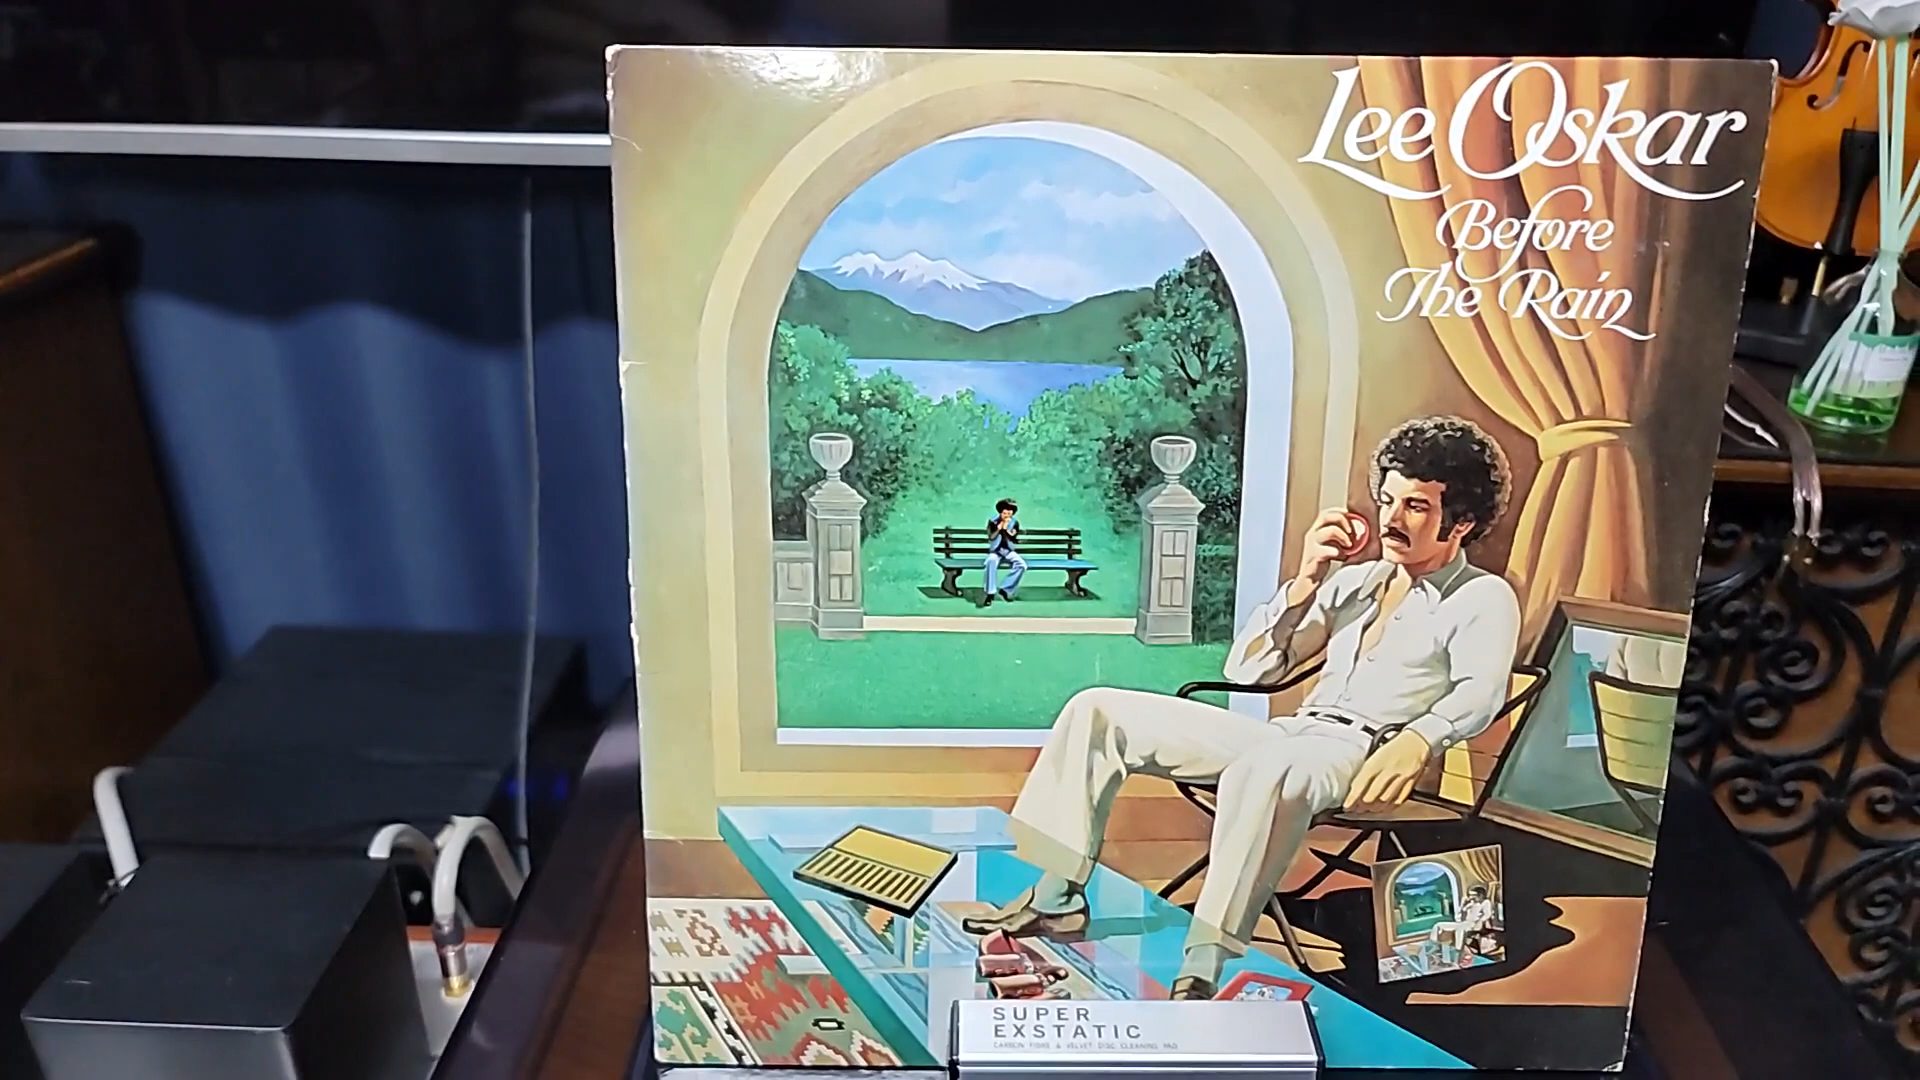 Lee Oskar
Before
The Rain
SUPER
EXSTATIC
CARBON FIBRE & VELVET DISC CLEANING PAD